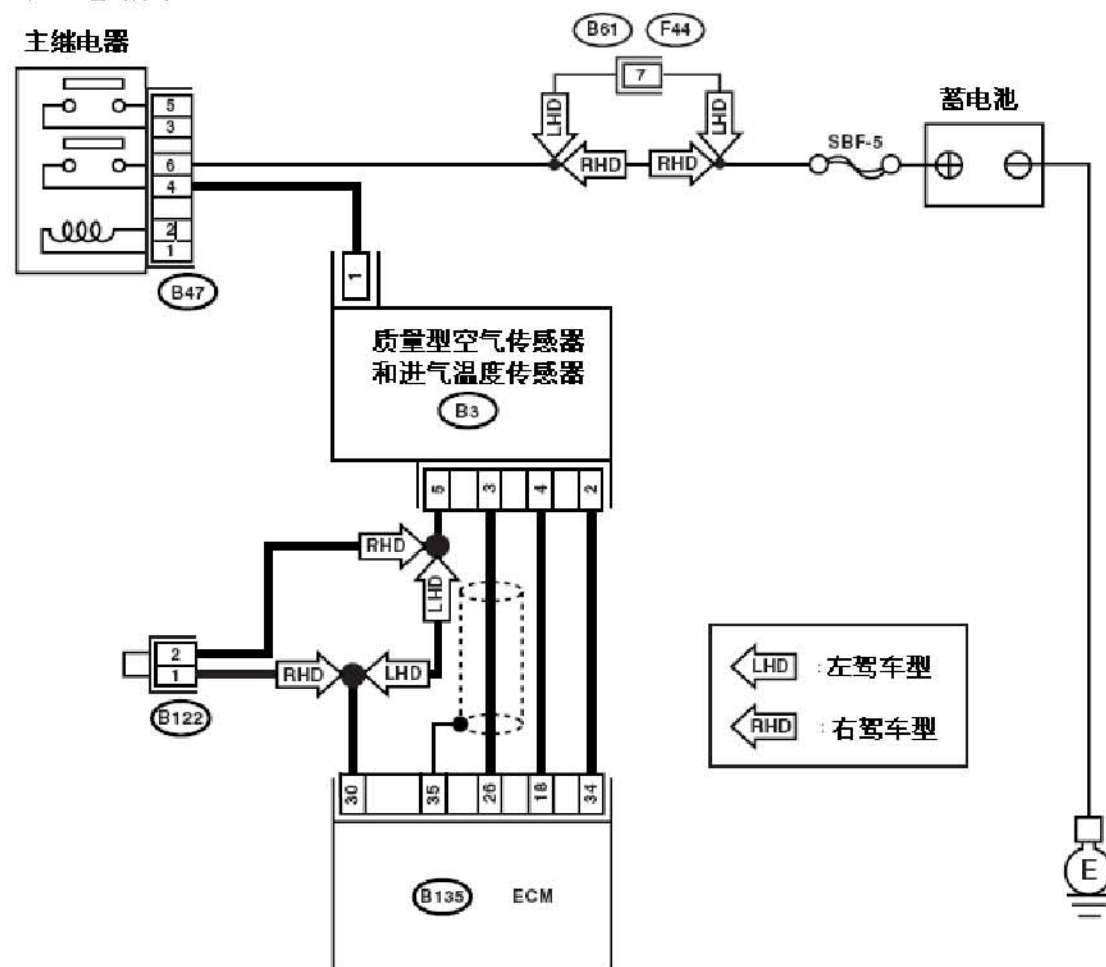 主继电器
B61 F44
7
LHD LHD
RHD RHD
SBF-5
蓄电池
5
3
6
4
2
1
B47
1
质量型空气传感器
和进气温度传感器
B3
5 3 4 2
RHD
LHD
2
1
RHD LHD
B122
LHD :左驾车型
RHD :右驾车型
30 35 26 18 34
B135 ECM
E